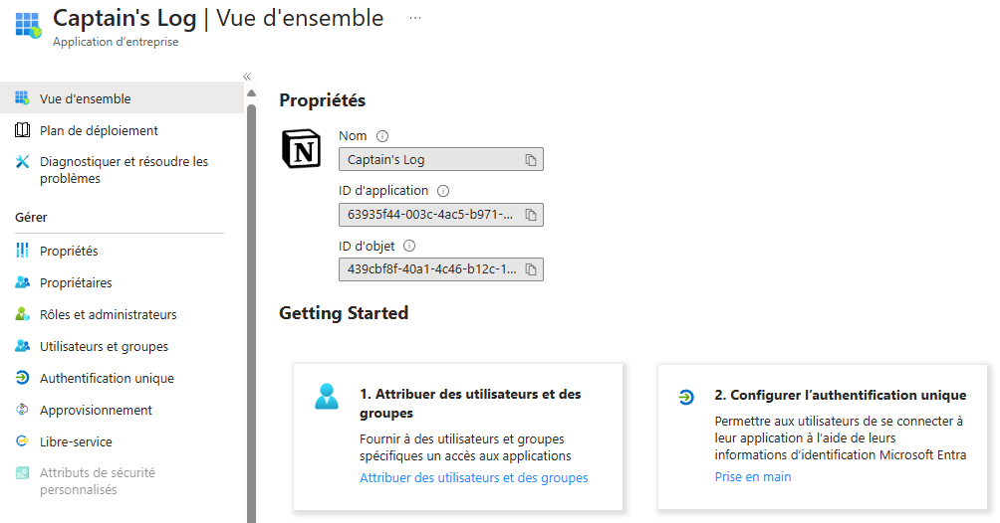 Captain's Log | Vue d'ensemble ...
Application d'entreprise
«
Vue d'ensemble
Plan de déploiement
Diagnostiquer et résoudre les
problèmes
Gérer
Propriétés
Propriétaires
Rôles et administrateurs
Utilisateurs et groupes
Authentification unique
Approvisionnement
Libre-service
Attributs de sécurité
personnalisés
Propriétés
N
Nom
Captain's Log
ID d'application
63935f44-003c-4ac5-b971-...
ID d'objet
439cbf8f-40a1-4c46-b12c-1...
Getting Started
1. Attribuer des utilisateurs et des
groupes
Fournir à des utilisateurs et groupes
spécifiques un accès aux applications
Attribuer des utilisateurs et des groupes
2. Configurer l’authentification unique
Permettre aux utilisateurs de se connecter à
leur application à l’aide de leurs
informations d’identification Microsoft Entra
Prise en main